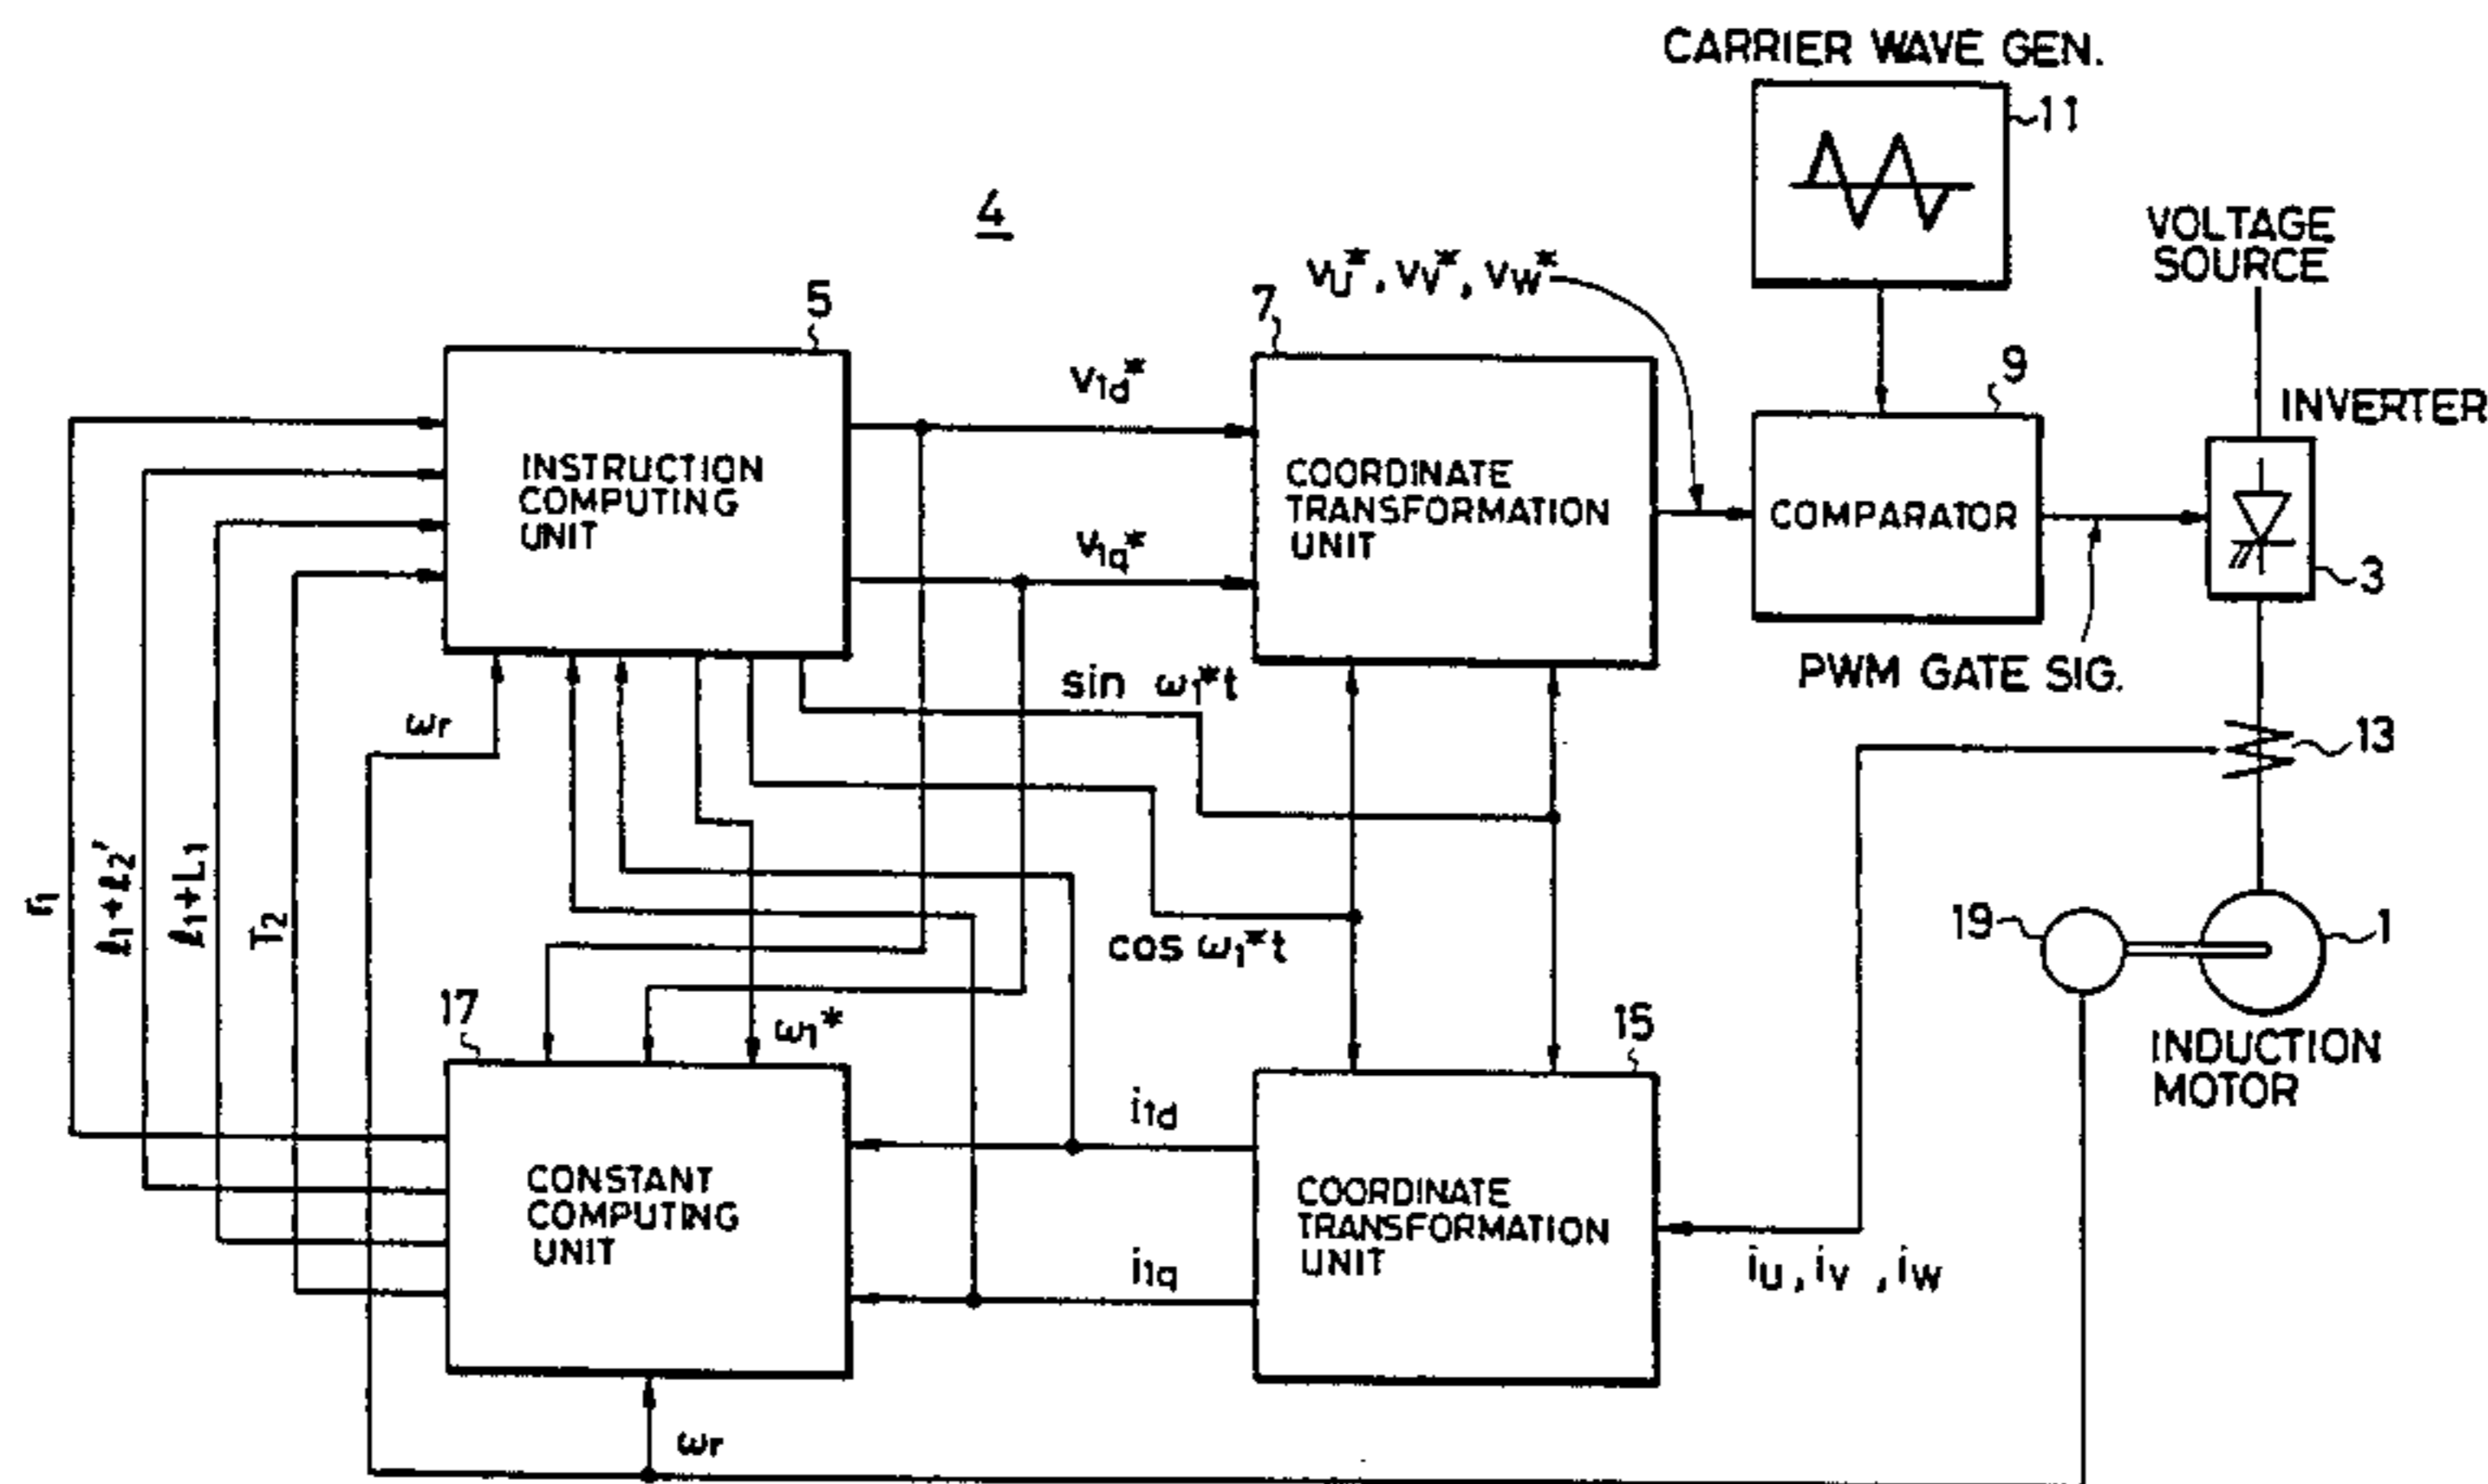 CARRIER WAVE GEN.
11
4
VOLTAGE
SOURCE
vU*, vV*, vW*
5
7
9
INVERTER
v1d*
INSTRUCTION
COMPUTING
UNIT
COORDINATE
TRANSFORMATION
UNIT
COMPARATOR
v1q*
3
PWM GATE SIG.
sin ω1*t
ωr
13
r1
ℓ1+ℓ2'
ℓ1+L1
T2
cos ω1*t
19
1
17
ω1*
15
INDUCTION
MOTOR
i1d
CONSTANT
COMPUTING
UNIT
COORDINATE
TRANSFORMATION
UNIT
i1q
iU, iV, iW
ωr